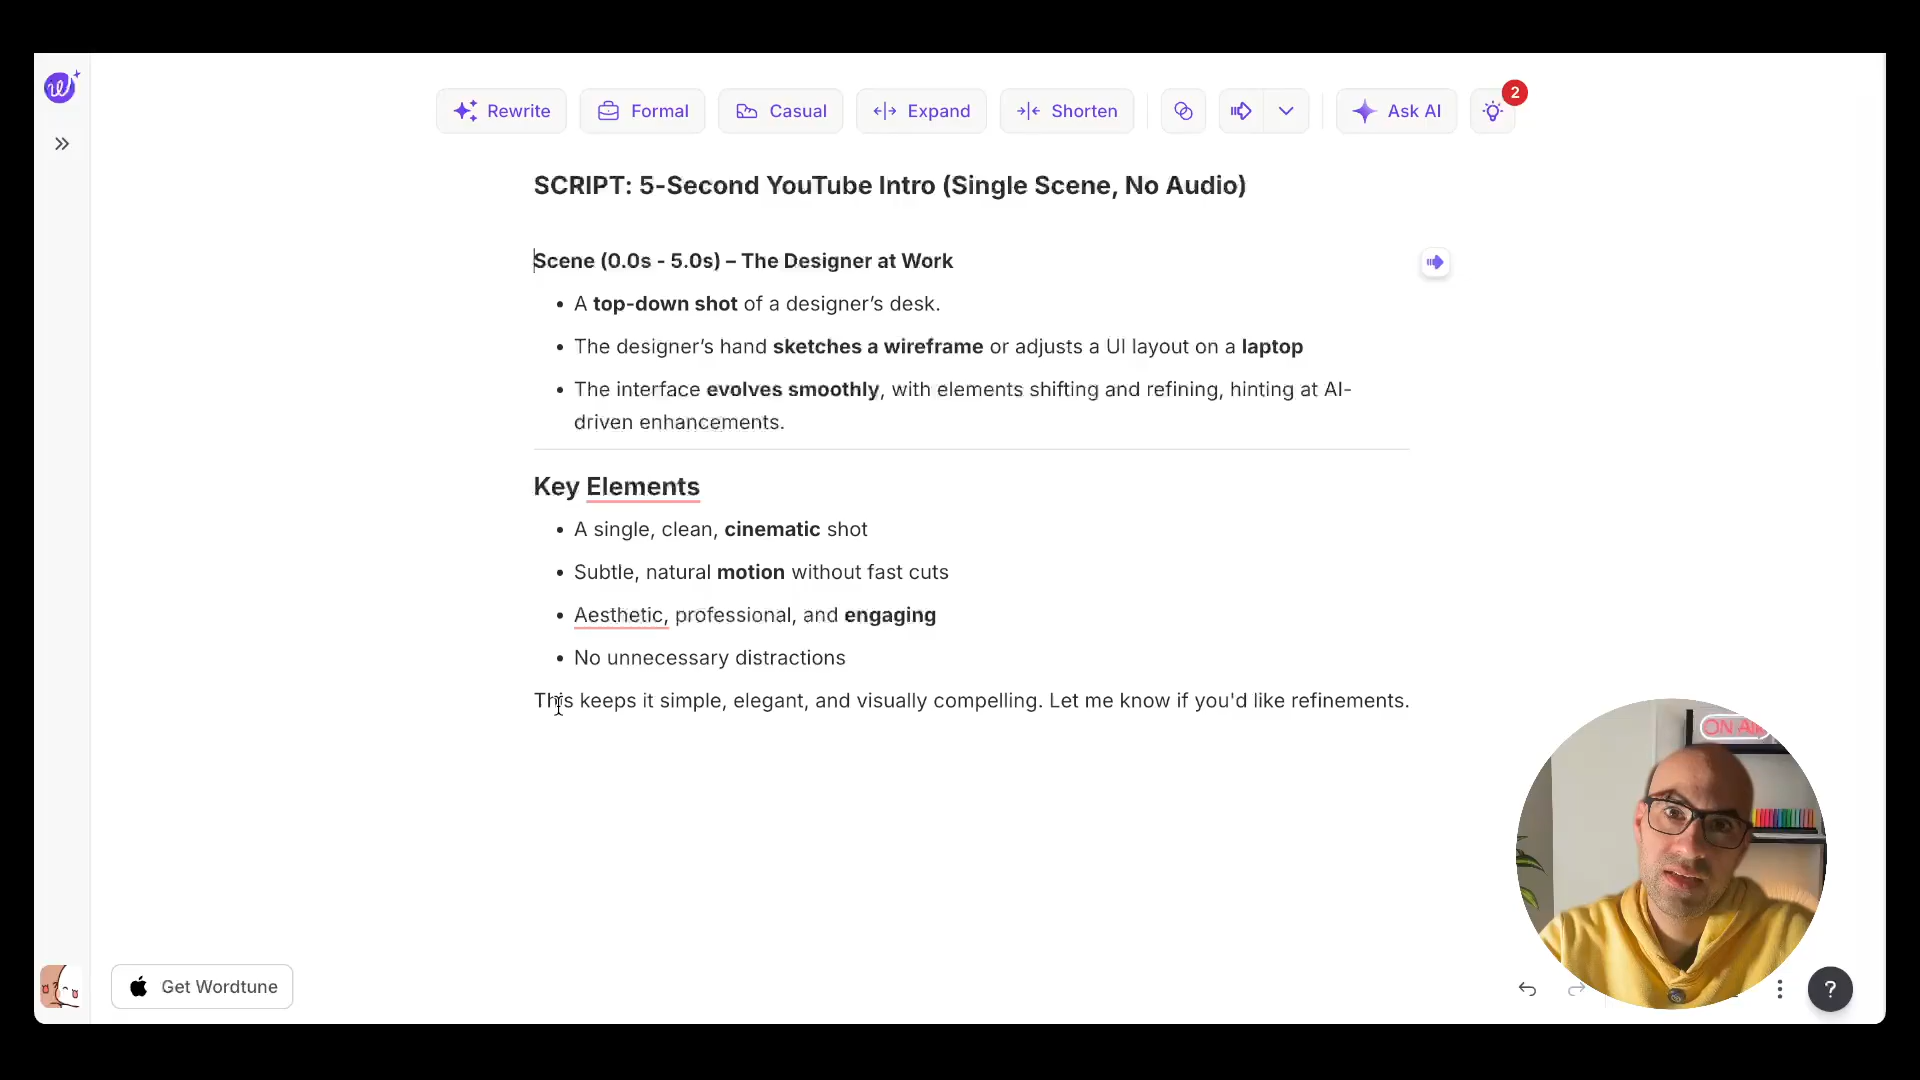 2
Rewrite Formal Casual Expand Shorten Ask AI
SCRIPT: 5-Second YouTube Intro (Single Scene, No Audio)
Scene (0.0s - 5.0s) – The Designer at Work
• A top-down shot of a designer’s desk.
• The designer’s hand sketches a wireframe or adjusts a UI layout on a laptop
• The interface evolves smoothly, with elements shifting and refining, hinting at AI-
driven enhancements.
Key Elements
• A single, clean, cinematic shot
• Subtle, natural motion without fast cuts
• Aesthetic, professional, and engaging
• No unnecessary distractions
This keeps it simple, elegant, and visually compelling. Let me know if you'd like refinements.
ON AIR
Get Wordtune
?